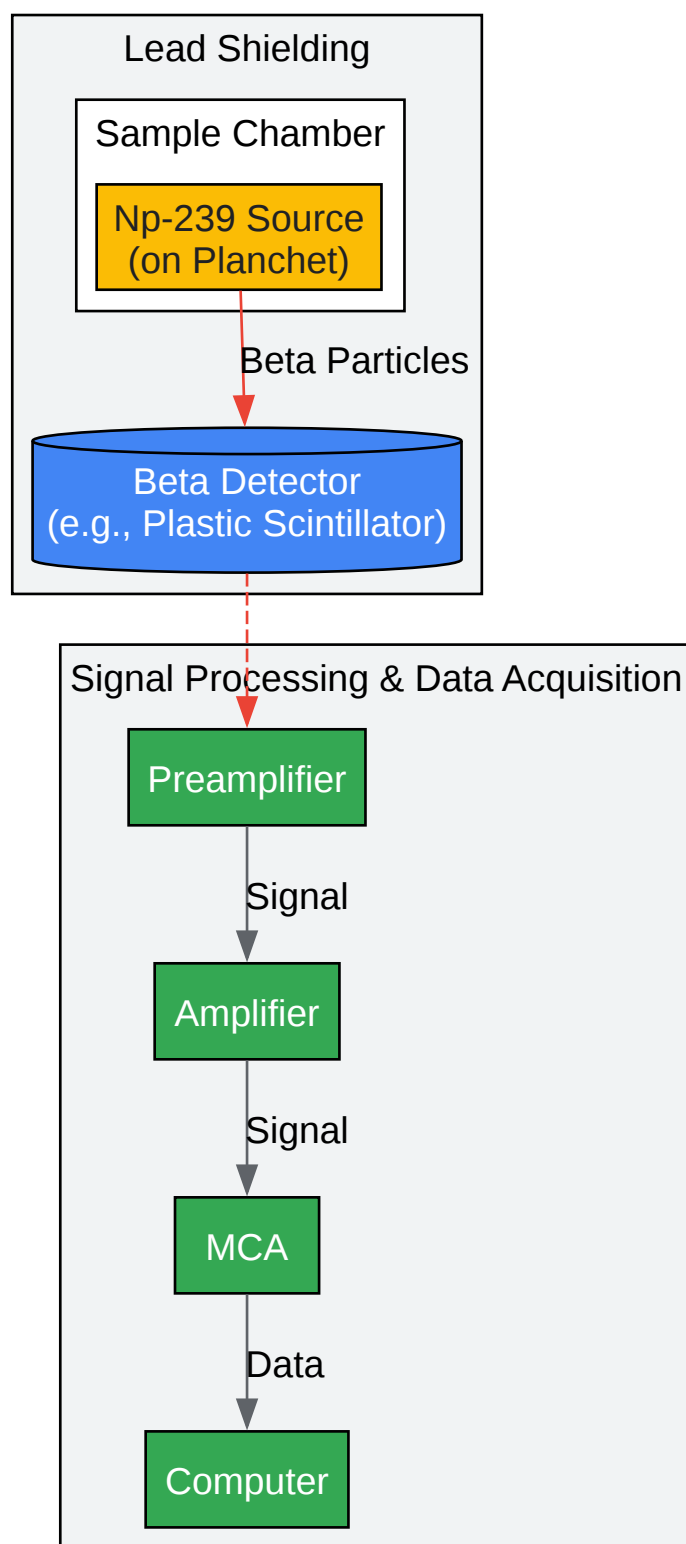 Lead Shielding
Sample Chamber
Np-239 Source
(on Planchet)
Beta Particles
Beta Detector
(e.g., Plastic Scintillator)
Signal Processing & Data Acquisition
Preamplifier
Signal
Amplifier
Signal
MCA
Data
Computer